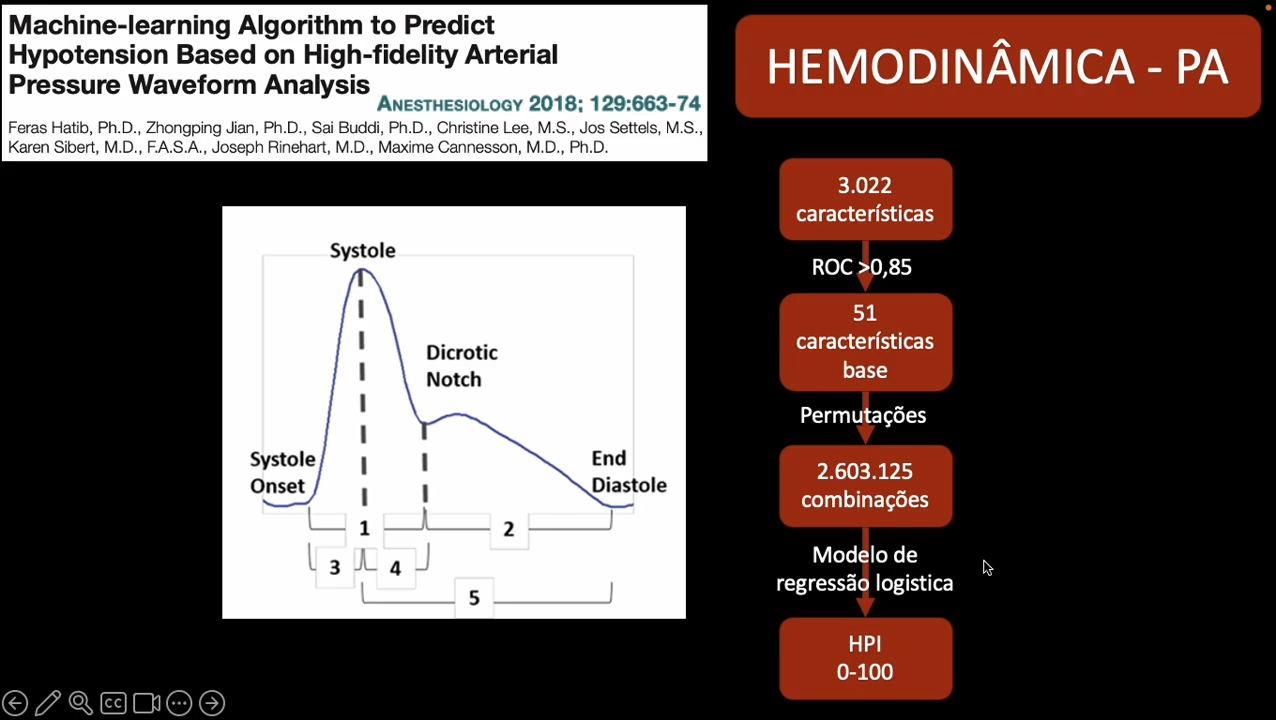 Machine-learning Algorithm to Predict
Hypotension Based on High-fidelity Arterial
Pressure Waveform Analysis
ANESTHESIOLOGY 2018; 129:663-74
Feras Hatib, Ph.D., Zhongping Jian, Ph.D., Sai Buddi, Ph.D., Christine Lee, M.S., Jos Settels, M.S.,
Karen Sibert, M.D., F.A.S.A., Joseph Rinehart, M.D., Maxime Cannesson, M.D., Ph.D.
Systole
Dicrotic
Notch
Systole
Onset
End
Diastole
1
2
3
4
5
HEMODINÂMICA - PA
3.022
características
ROC >0,85
51
características
base
Permutações
2.603.125
combinações
Modelo de
regressão logistica
HPI
0-100
CC